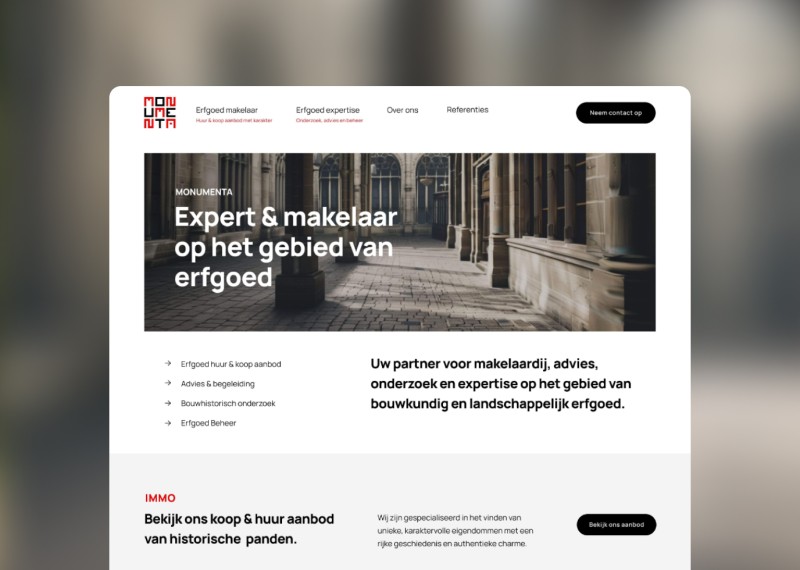 MON
UME
NTA
Erfgoed makelaar
Huur & koop aanbod met karakter
Erfgoed expertise
Onderzoek, advies en beheer
Over ons
Referenties
Neem contact op
MONUMENTA
Expert & makelaar
op het gebied van
erfgoed
Erfgoed huur & koop aanbod
Advies & begeleiding
Bouwhistorisch onderzoek
Erfgoed Beheer
Uw partner voor makelaardij, advies,
onderzoek en expertise op het gebied van
bouwkundig en landschappelijk erfgoed.
IMMO
Bekijk ons koop & huur aanbod
van historische panden.
Wij zijn gespecialiseerd in het vinden van
unieke, karaktervolle eigendommen met een
rijke geschiedenis en authentieke charme.
Bekijk ons aanbod